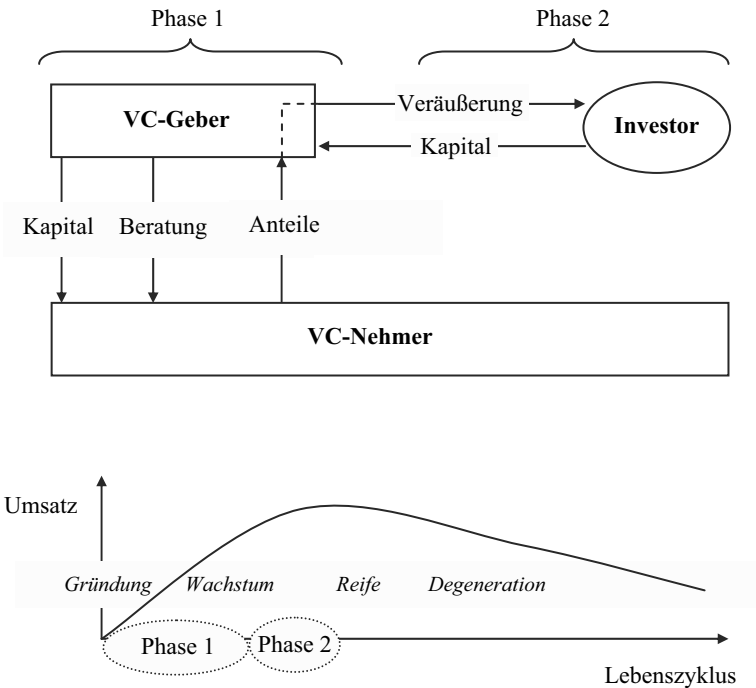 Phase 1
Phase 2
VC-Geber
Veräußerung
Investor
Kapital
Kapital
Beratung
Anteile
VC-Nehmer
Umsatz
Gründung
Wachstum
Reife
Degeneration
Phase 1
Phase 2
Lebenszyklus